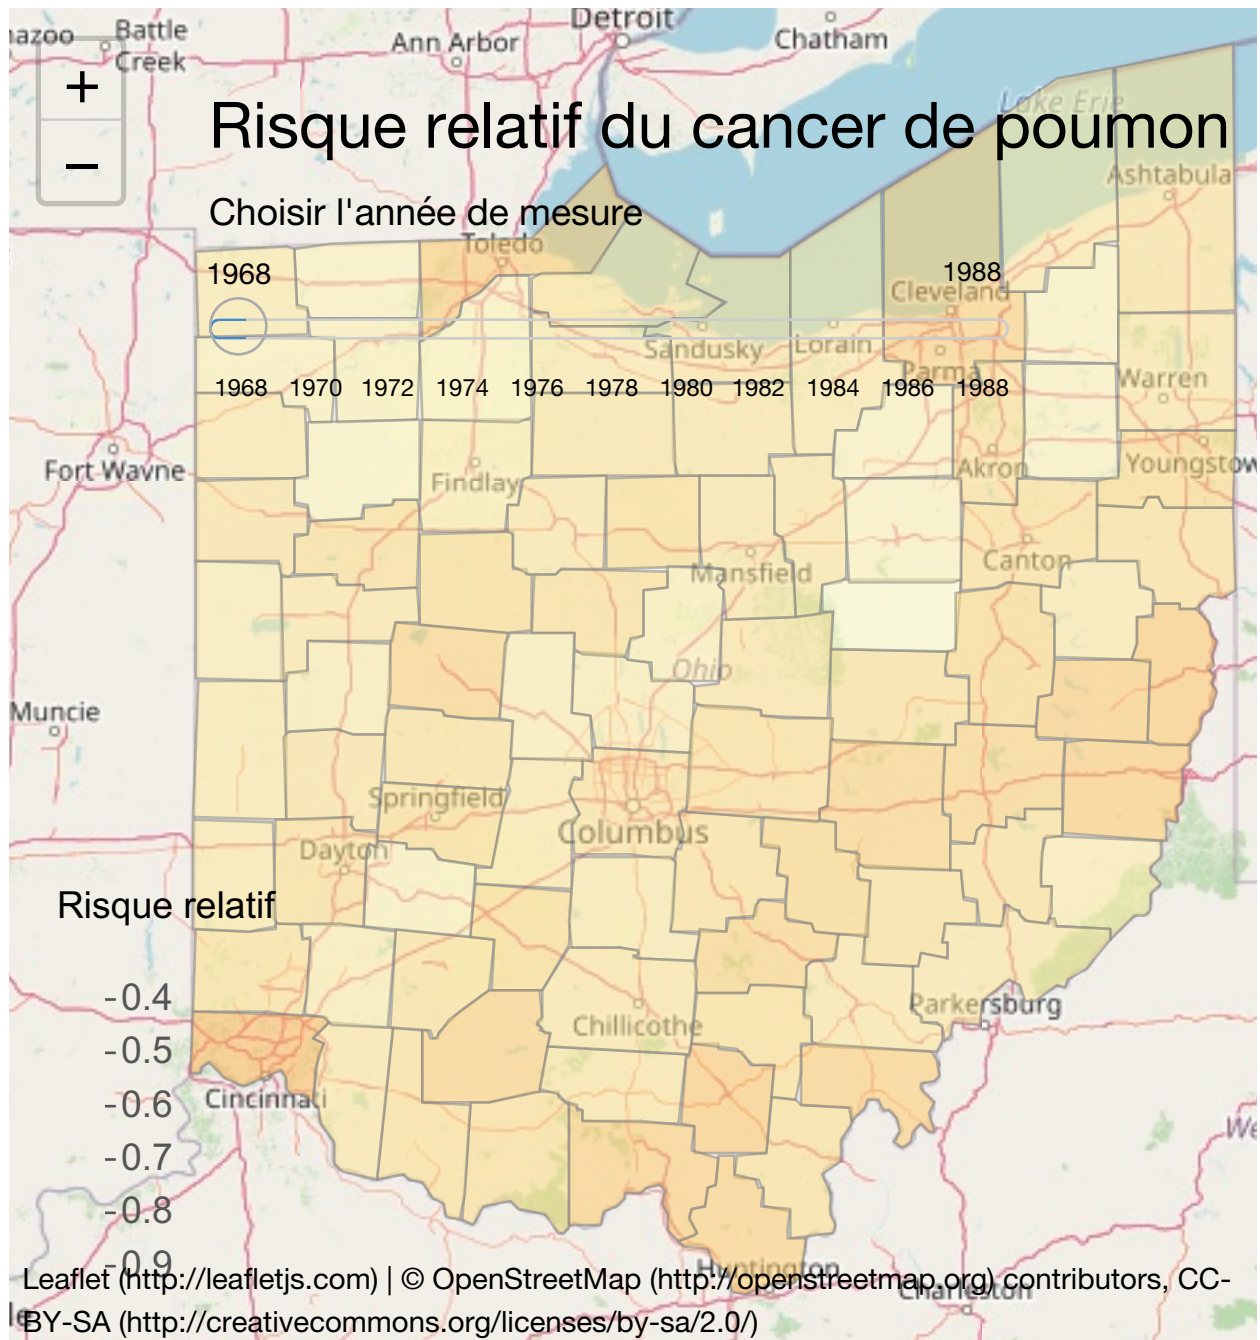 Detroit
Battle
Creek
Ann Arbor
Chatham
+
Lake Erie
Risque relatif du cancer de poumon
−
Ashtabula
Choisir l'année de mesure
Toledo
1968
1988
Cleveland
Sandusky
Lorain
Parma
Warren
1968 1970 1972 1974 1976 1978 1980 1982 1984 1986 1988
Fort Wayne
Findlay
Akron
Canton
Mansfield
Ohio
Muncie
Springfield
Columbus
Dayton
Risque relatif
-0.4
Parkersburg
Chillicothe
-0.5
Cincinnati
-0.6
-0.7
-0.8
-0.9
Huntington
Charleston
Leaflet (http://leafletjs.com) | © OpenStreetMap (http://openstreetmap.org) contributors, CC-
BY-SA (http://creativecommons.org/licenses/by-sa/2.0/)